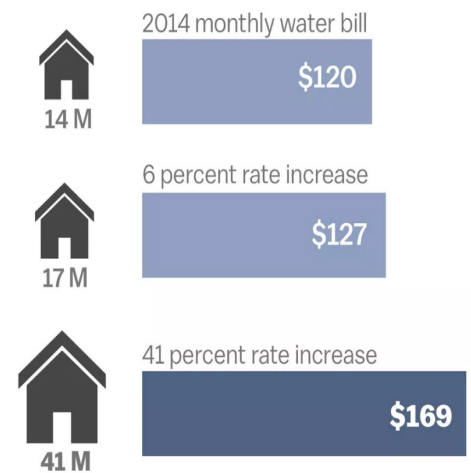 2014 monthly water bill
$120
14 M
6 percent rate increase
$127
17 M
41 percent rate increase
$169
41 M